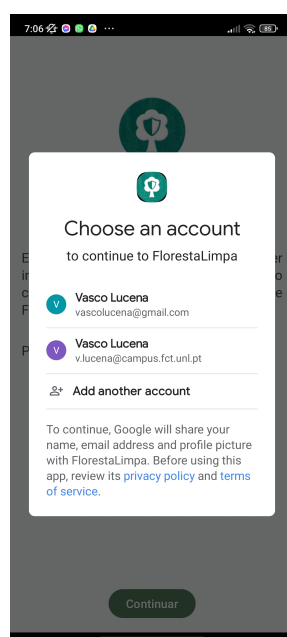 7:06
85
Choose an account
to continue to FlorestaLimpa
V
Vasco Lucena
vascolucena@gmail.com
V
Vasco Lucena
v.lucena@campus.fct.unl.pt
Add another account
To continue, Google will share your
name, email address and profile picture
with FlorestaLimpa. Before using this
app, review its privacy policy and terms
of service.
Continuar